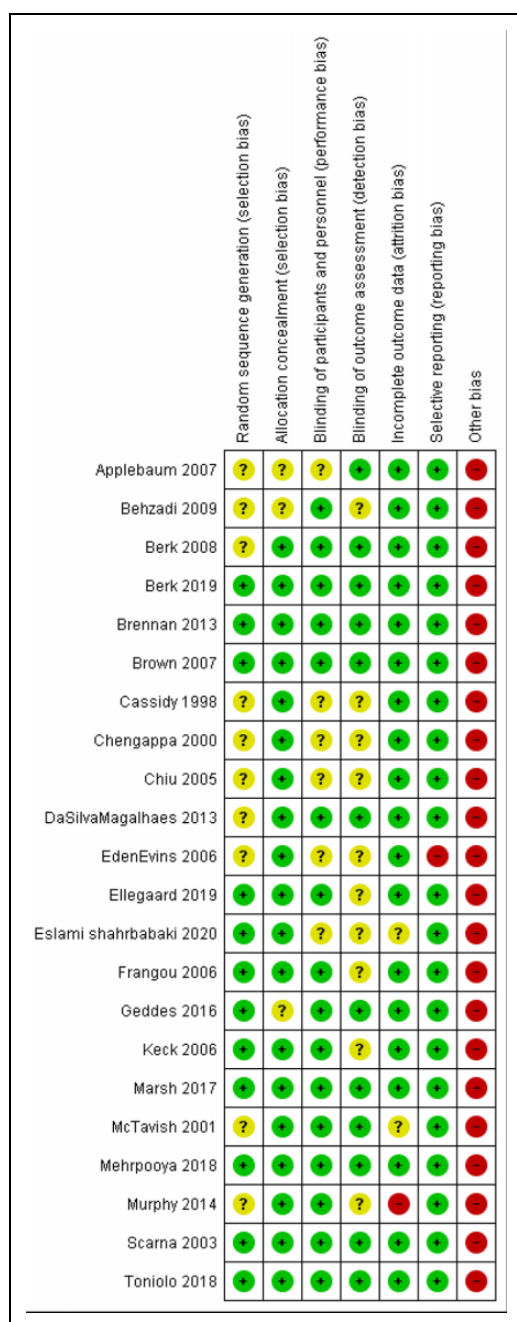 Random sequence generation (selection bias)
Allocation concealment (selection bias)
Blinding of participants and personnel (performance bias)
Blinding of outcome assessment (detection bias)
Incomplete outcome data (attrition bias)
Selective reporting (reporting bias)
Other bias
Applebaum 2007 ? ? ? + + + -
Behzadi 2009 ? ? + ? + + -
Berk 2008 ? + + + + + -
Berk 2019 + + + + + + -
Brennan 2013 + + + + + + -
Brown 2007 + + + + + + -
Cassidy 1998 ? + ? ? + + -
Chengappa 2000 ? + ? ? + + -
Chiu 2005 ? + ? ? + + -
DaSilvaMagalhaes 2013 ? + + + + + -
EdenEvins 2006 ? + ? ? + - -
Ellegaard 2019 + + + ? + + -
Eslami shahrbabaki 2020 + + ? ? ? + -
Frangou 2006 + + + ? + + -
Geddes 2016 + ? + + + + -
Keck 2006 + + + ? + + -
Marsh 2017 + + + + + + -
McTavish 2001 ? + + + ? + -
Mehrpooya 2018 + + + + + + -
Murphy 2014 ? + + ? - + -
Scarna 2003 + + + + + + -
Toniolo 2018 + + + + + + -